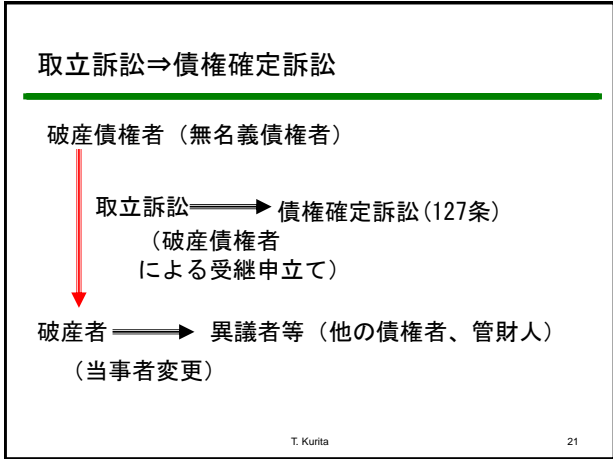 取立訴訟⇒債権確定訴訟
破産債権者（無名義債権者）
取立訴訟 債権確定訴訟(127条)
（破産債権者
による受継申立て）
破産者 異議者等（他の債権者、管財人）
（当事者変更）
T. Kurita 21